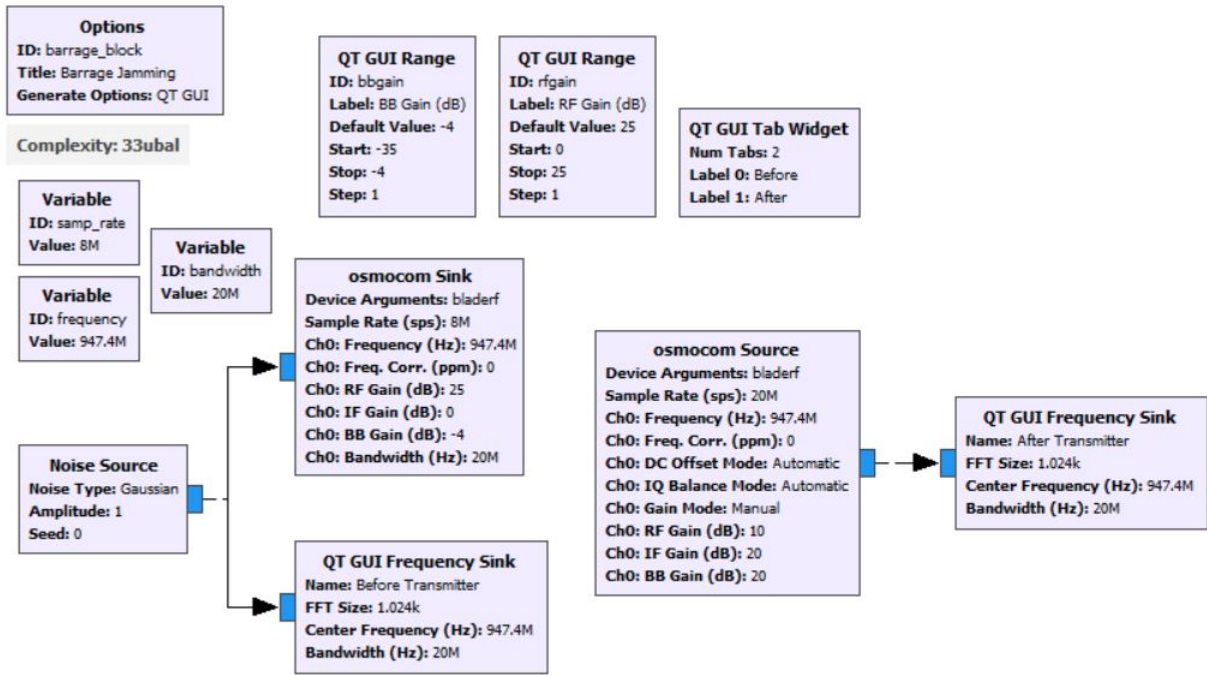 Options
ID: barrage_block
Title: Barrage Jamming
Generate Options: QT GUI
Complexity: 33ubal
Variable
ID: samp_rate
Value: 8M
Variable
ID: frequency
Value: 947.4M
Variable
ID: bandwidth
Value: 20M
QT GUI Range
ID: bbgain
Label: BB Gain (dB)
Default Value: -4
Start: -35
Stop: -4
Step: 1
QT GUI Range
ID: rfgain
Label: RF Gain (dB)
Default Value: 25
Start: 0
Stop: 25
Step: 1
QT GUI Tab Widget
Num Tabs: 2
Label 0: Before
Label 1: After
Noise Source
Noise Type: Gaussian
Amplitude: 1
Seed: 0
osmocom Sink
Device Arguments: bladerf
Sample Rate (sps): 8M
Ch0: Frequency (Hz): 947.4M
Ch0: Freq. Corr. (ppm): 0
Ch0: RF Gain (dB): 25
Ch0: IF Gain (dB): 0
Ch0: BB Gain (dB): -4
Ch0: Bandwidth (Hz): 20M
QT GUI Frequency Sink
Name: Before Transmitter
FFT Size: 1.024k
Center Frequency (Hz): 947.4M
Bandwidth (Hz): 20M
osmocom Source
Device Arguments: bladerf
Sample Rate (sps): 20M
Ch0: Frequency (Hz): 947.4M
Ch0: Freq. Corr. (ppm): 0
Ch0: DC Offset Mode: Automatic
Ch0: IQ Balance Mode: Automatic
Ch0: Gain Mode: Manual
Ch0: RF Gain (dB): 10
Ch0: IF Gain (dB): 20
Ch0: BB Gain (dB): 20
QT GUI Frequency Sink
Name: After Transmitter
FFT Size: 1.024k
Center Frequency (Hz): 947.4M
Bandwidth (Hz): 20M